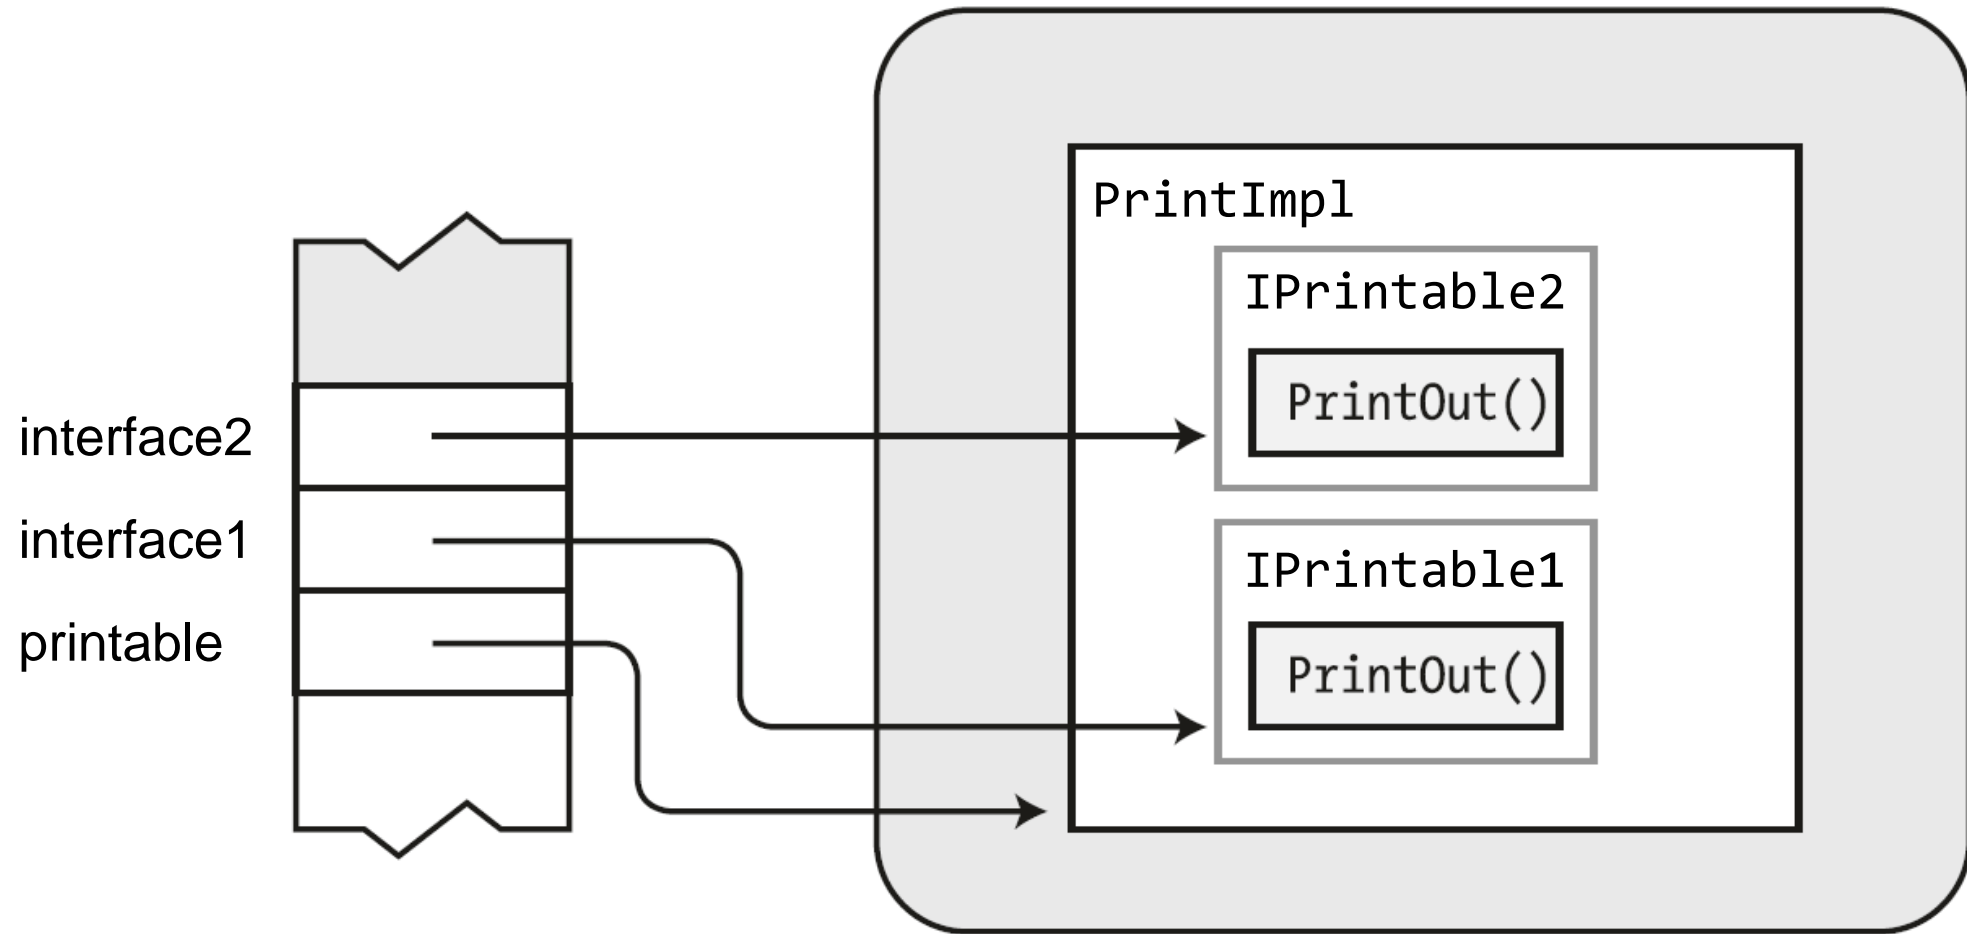 interface2
interface1
printable
PrintImpl
IPrintable2
PrintOut()
IPrintable1
PrintOut()